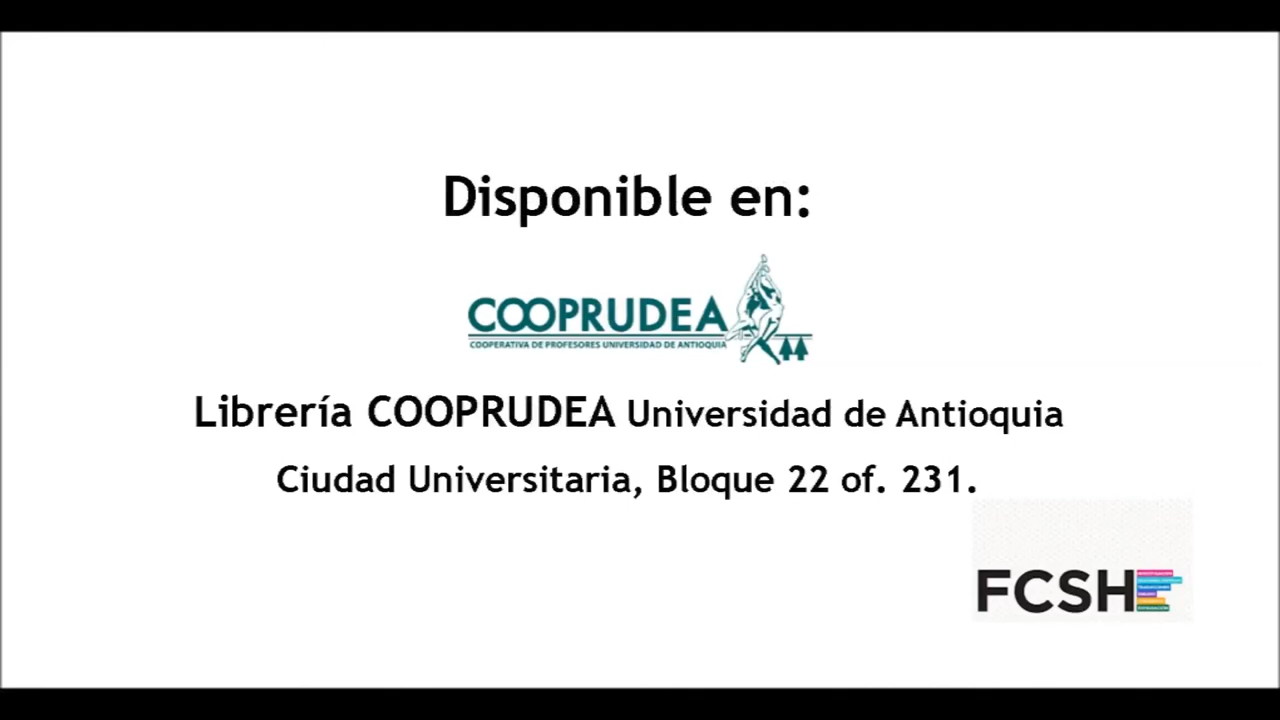 Disponible en:
COOPRUDEA
COOPERATIVA DE PROFESORES UNIVERSIDAD DE ANTIOQUIA
Librería COOPRUDEA Universidad de Antioquia
Ciudad Universitaria, Bloque 22 of. 231.
FCSH